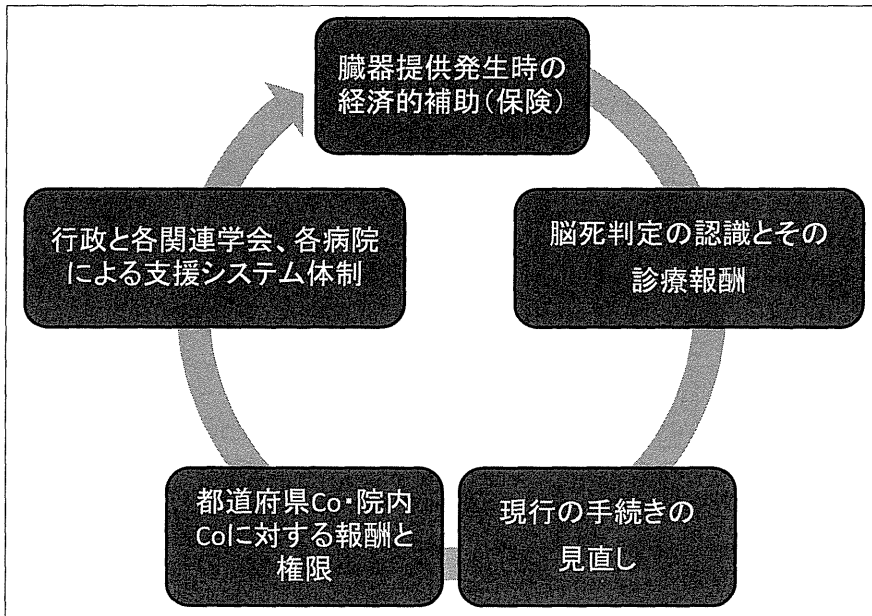 臓器提供発生時の
経済的補助(保険)
脳死判定の認識とその
診療報酬
現行の手続きの
見直し
都道府県Co・院内
Coに対する報酬と
権限
行政と各関連学会、各病院
による支援システム体制